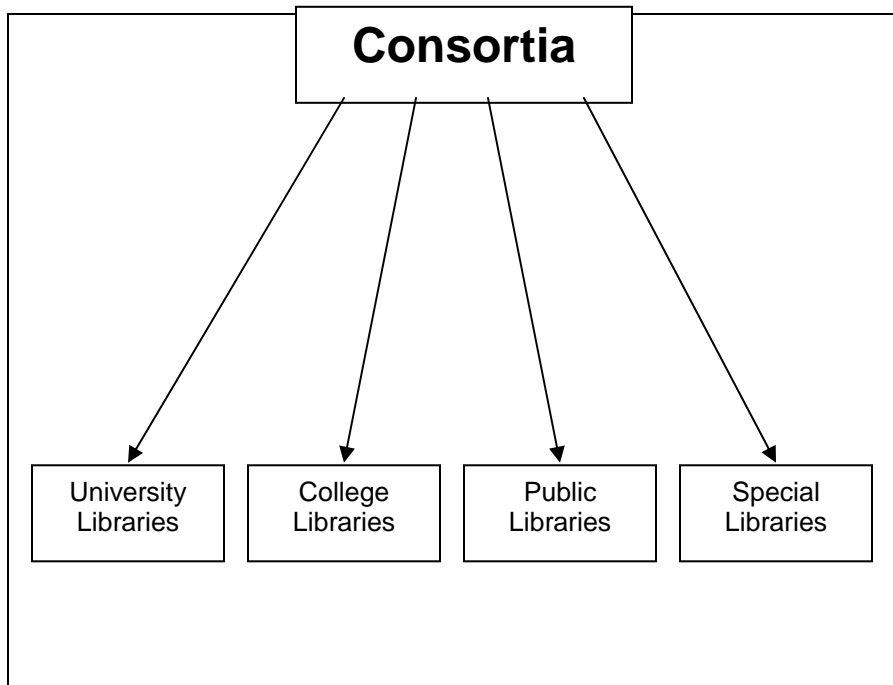 Consortia
University
Libraries
College
Libraries
Public
Libraries
Special
Libraries